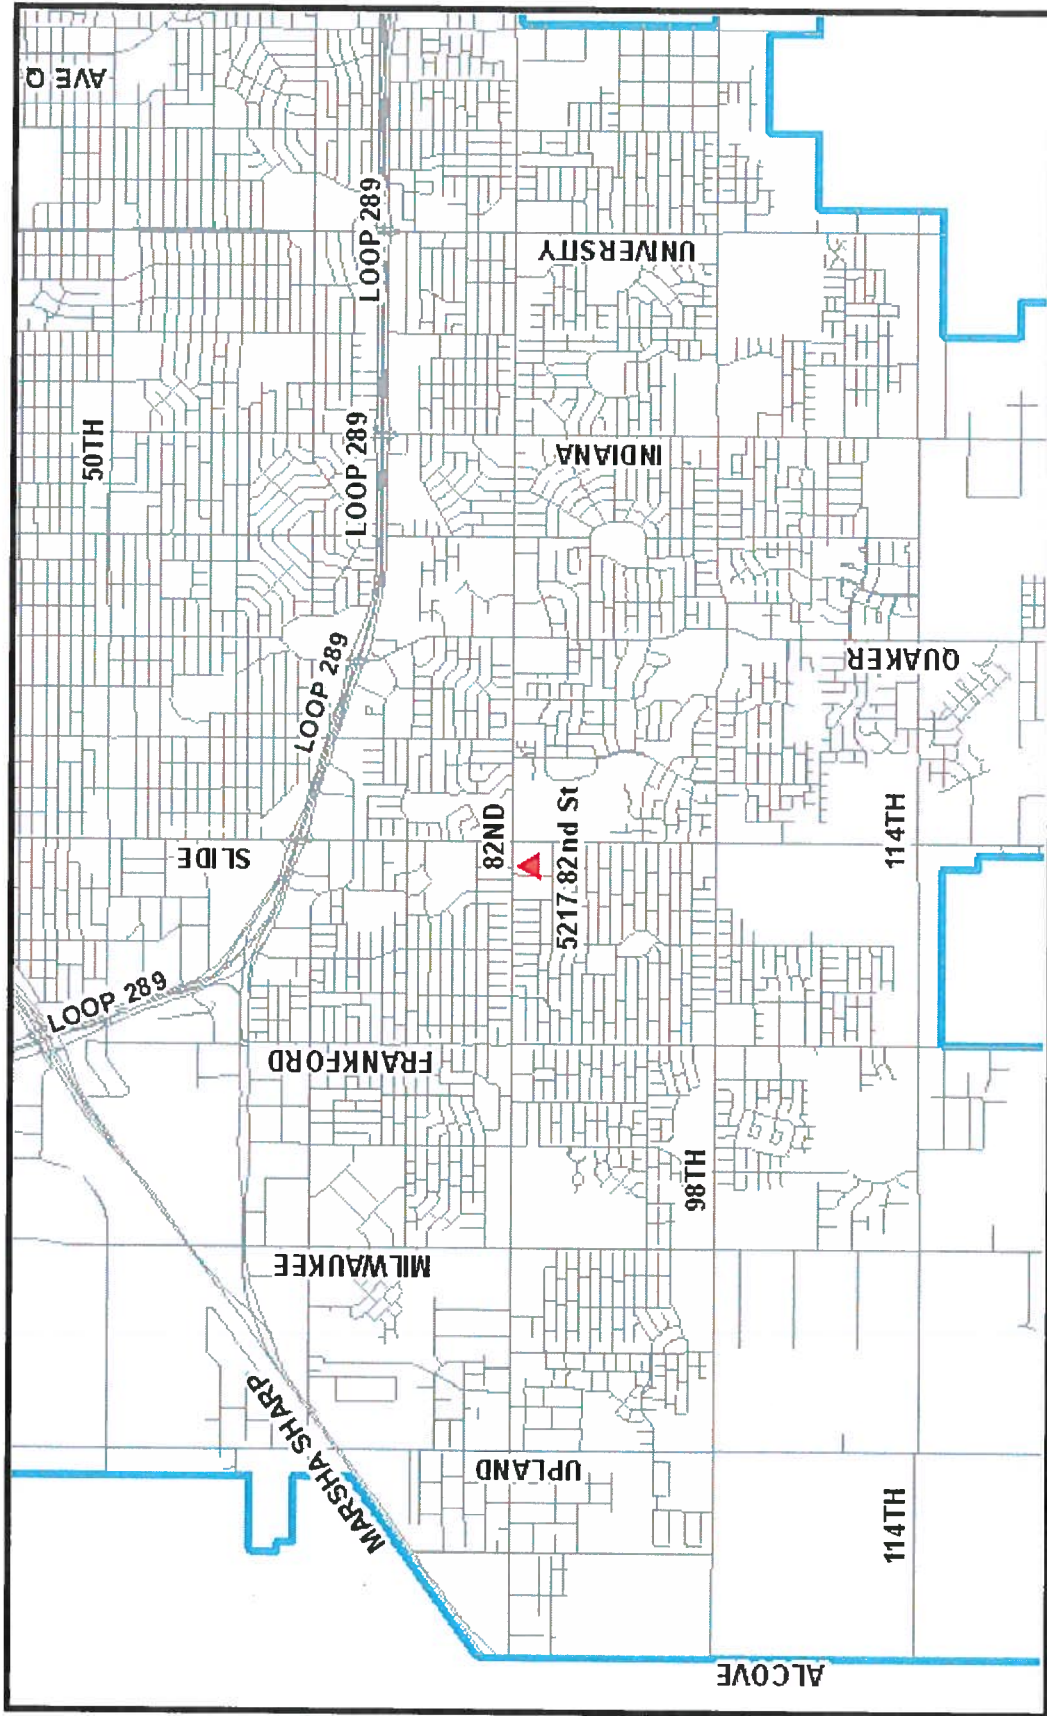 AVE Q
50TH
LOOP 289
LOOP 289
LOOP 289
LOOP 289
UNIVERSITY
INDIANA
QUAKER
SLIDE
82ND
5217 82nd St
114TH
FRANKFORD
98TH
MILWAUKEE
MARSHA SHARP
UPLAND
114TH
ALCOVE